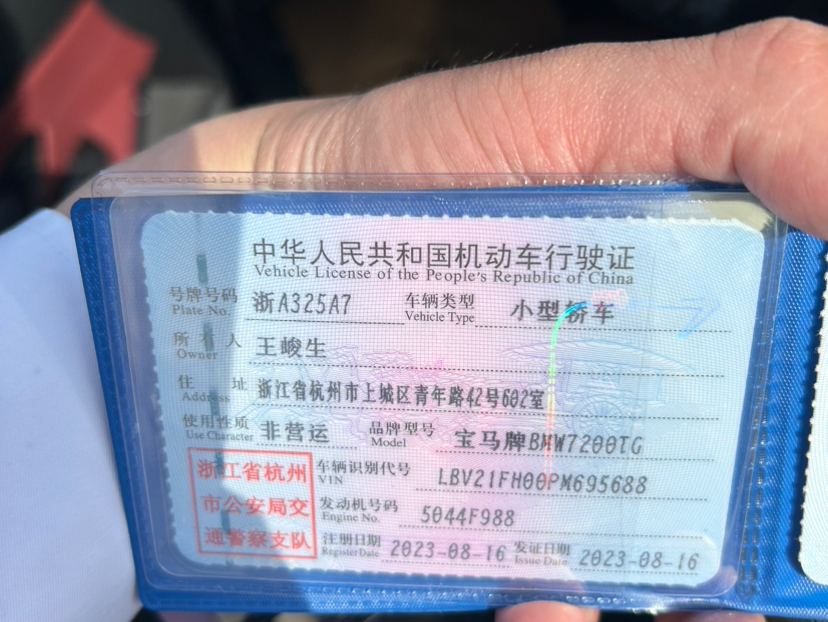 中华人民共和国机动车行驶证
Vehicle License of the People's Republic of China
号牌号码 浙A325A7 车辆类型 小型轿车
Plate No. Vehicle Type
所有人 王峻生
Owner
住址 浙江省杭州市上城区青年路42号602室
Address
使用性质 非营运 品牌型号 宝马牌BMW7200TG
Use Character Model
浙江省杭州 车辆识别代号 LBV21FH00PM695688
VIN
市公安局交 发动机号码 5044F988
Engine No.
通警察支队 注册日期 2023-08-16 发证日期 2023-08-16
Register Date Issue Date